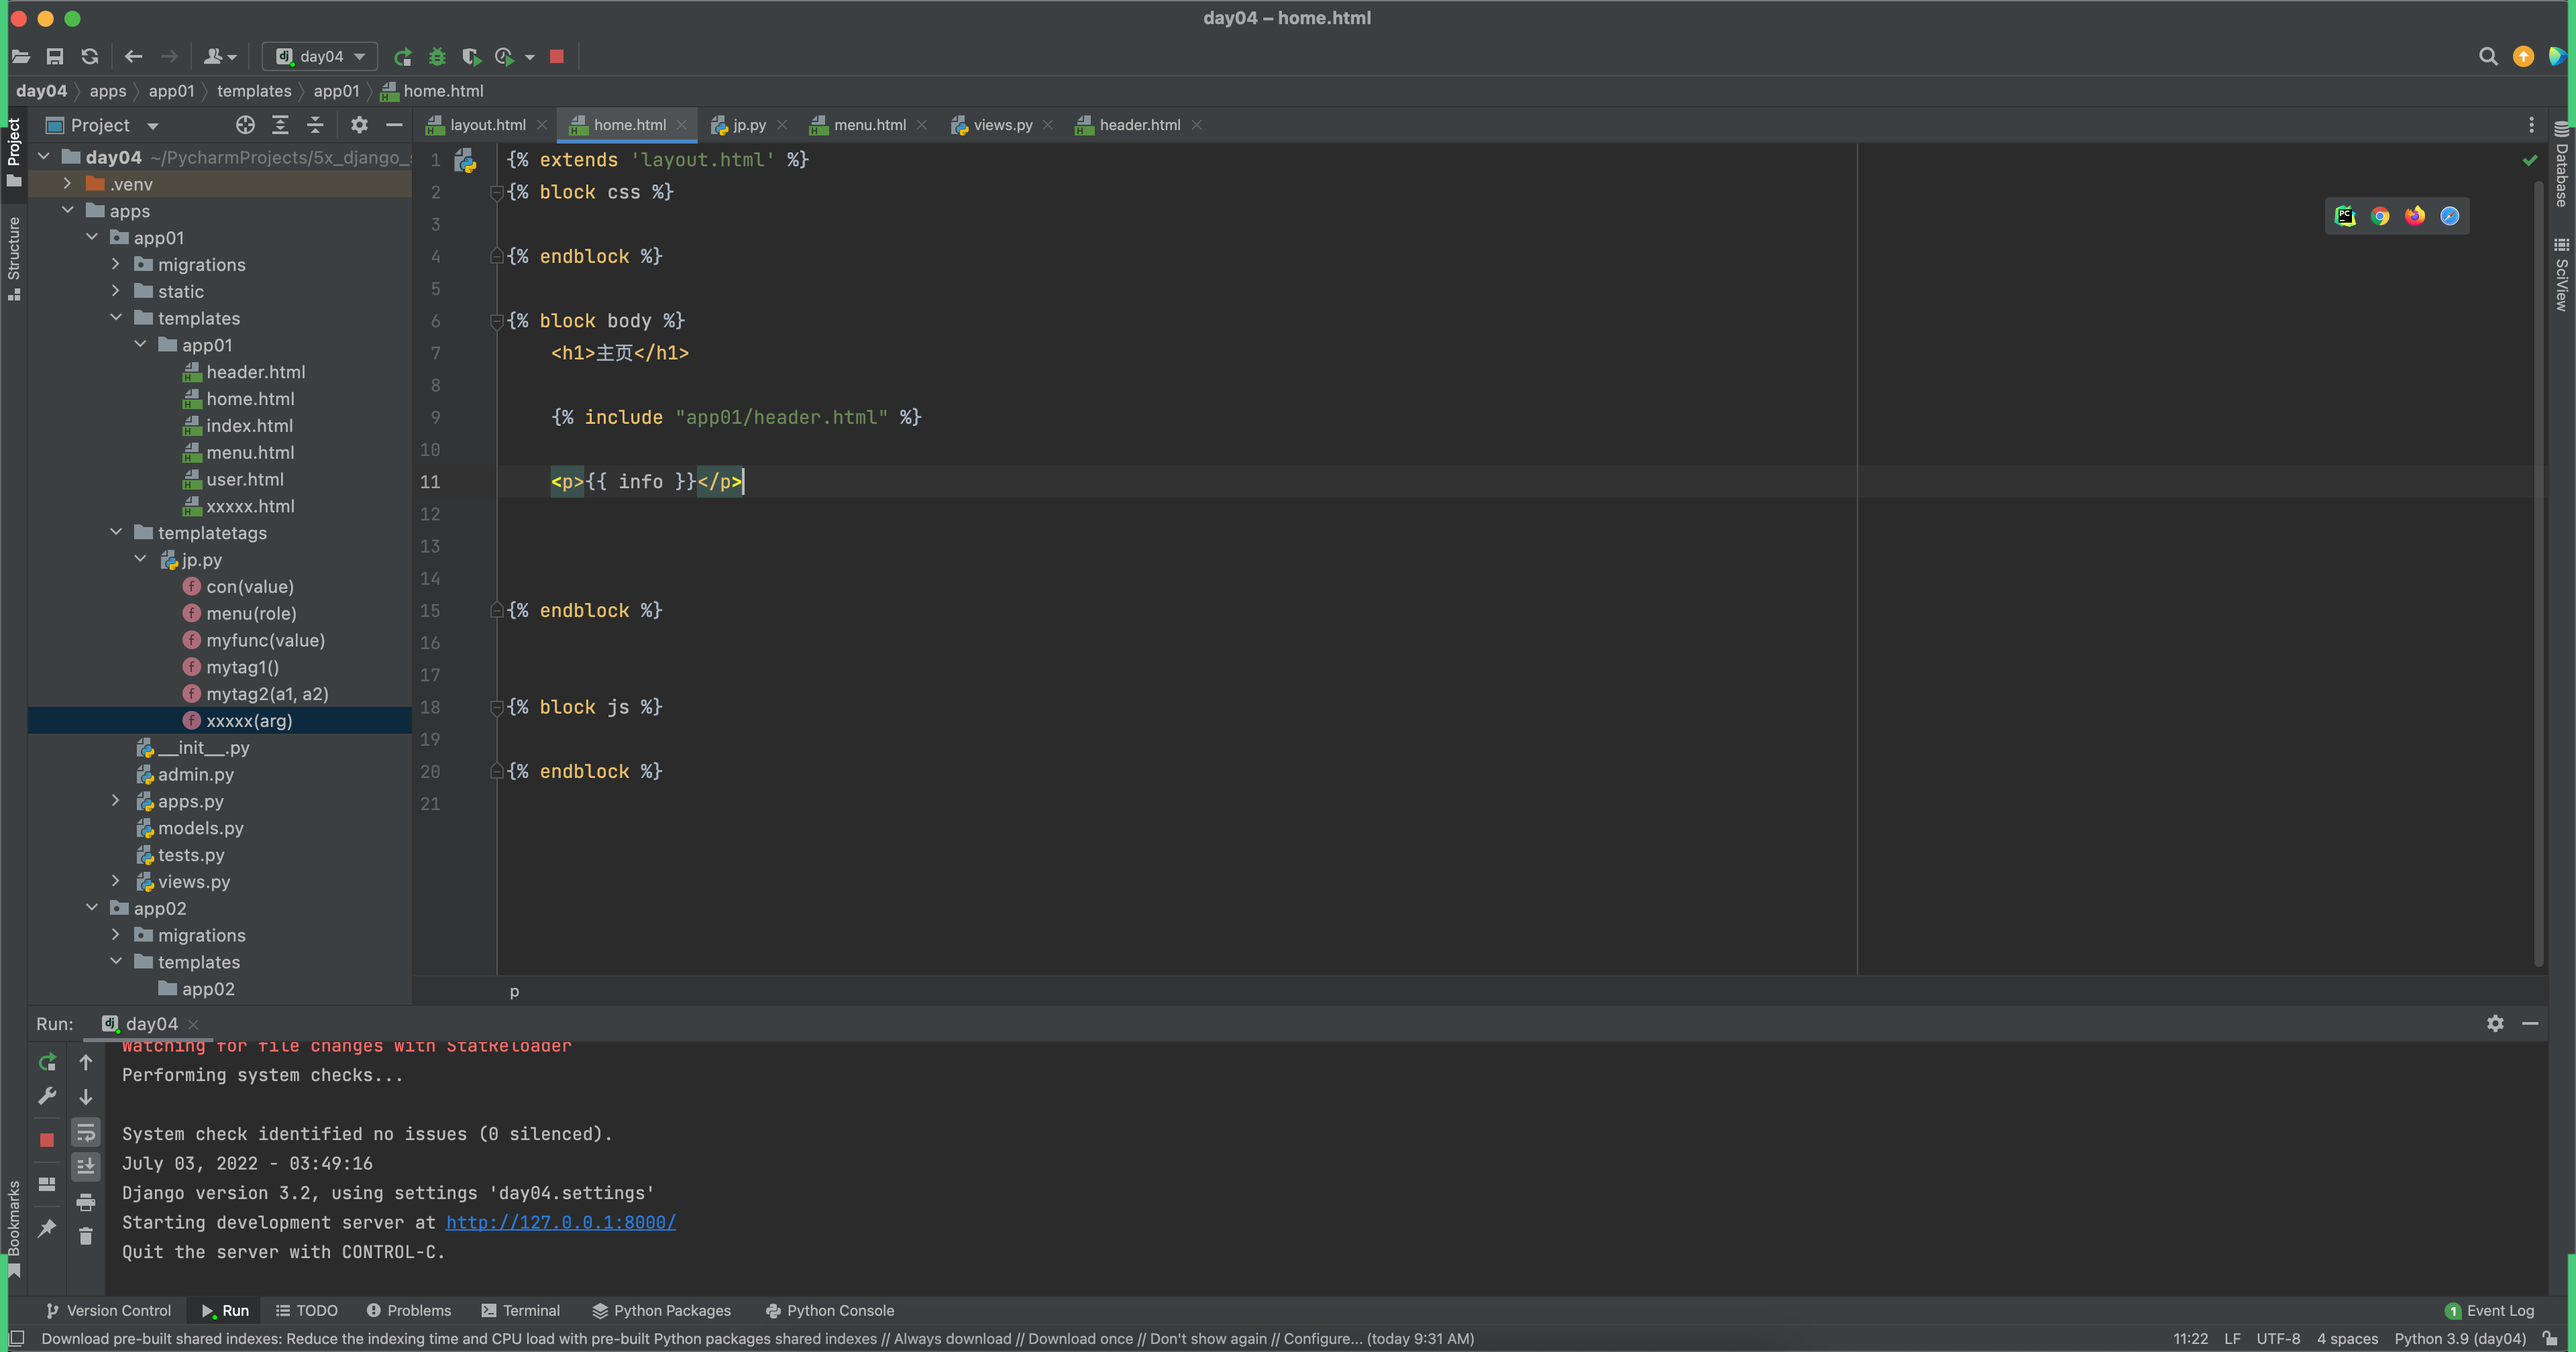 day04 – home.html
day04
day04 apps app01 templates app01 home.html
Project
layout.html home.html jp.py menu.html views.py header.html
day04 ~/PycharmProjects/5x_django_
.venv
apps
app01
migrations
static
templates
app01
header.html
home.html
index.html
menu.html
user.html
xxxxx.html
templatetags
jp.py
con(value)
menu(role)
myfunc(value)
mytag1()
mytag2(a1, a2)
xxxxx(arg)
__init__.py
admin.py
apps.py
models.py
tests.py
views.py
app02
migrations
templates
app02
Project
Structure
Bookmarks
1 {% extends 'layout.html' %}
2 {% block css %}
3
4 {% endblock %}
5
6 {% block body %}
7 <h1>主页</h1>
8
9 {% include "app01/header.html" %}
10
11 <p>{{ info }}</p>
12
13
14
15 {% endblock %}
16
17
18 {% block js %}
19
20 {% endblock %}
21
p
Database
SciView
Run: day04
Watching for file changes with StatReloader
Performing system checks...
System check identified no issues (0 silenced).
July 03, 2022 - 03:49:16
Django version 3.2, using settings 'day04.settings'
Starting development server at http://127.0.0.1:8000/
Quit the server with CONTROL-C.
Version Control Run TODO Problems Terminal Python Packages Python Console 1 Event Log
Download pre-built shared indexes: Reduce the indexing time and CPU load with pre-built Python packages shared indexes // Always download // Download once // Don't show again // Configure... (today 9:31 AM) 11:22 LF UTF-8 4 spaces Python 3.9 (day04)